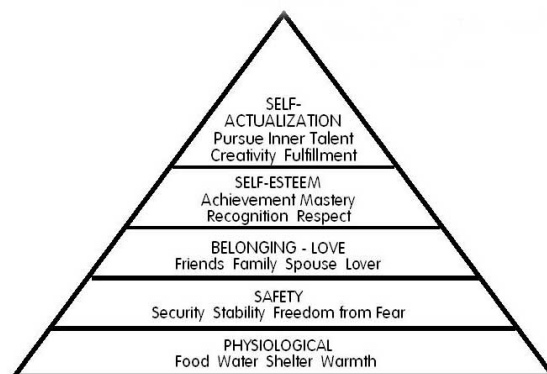 SELF-
ACTUALIZATION
Pursue Inner Talent
Creativity Fulfillment
SELF-ESTEEM
Achievement Mastery
Recognition Respect
BELONGING - LOVE
Friends Family Spouse Lover
SAFETY
Security Stability Freedom from Fear
PHYSIOLOGICAL
Food Water Shelter Warmth